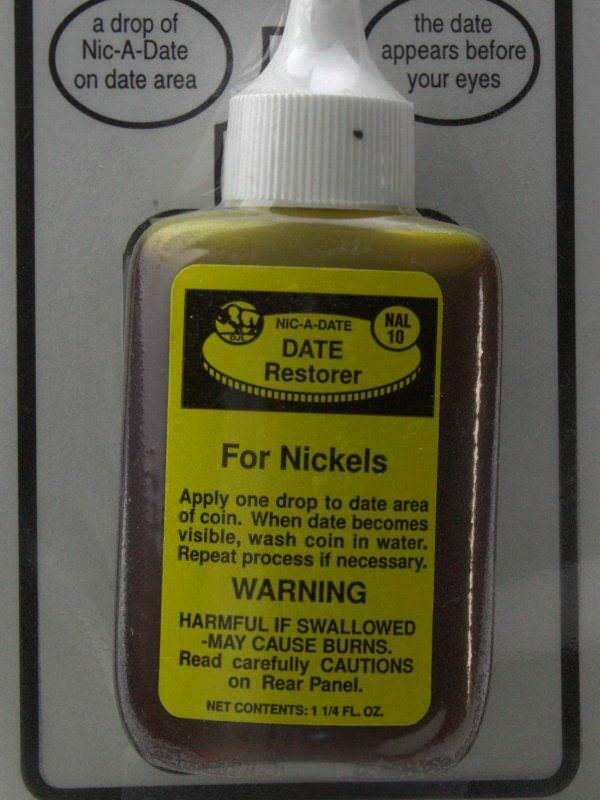 a drop of
Nic-A-Date
on date area
the date
appears before
your eyes
DJL
NIC-A-DATE
NAL
10
DATE
Restorer
For Nickels
Apply one drop to date area
of coin. When date becomes
visible, wash coin in water.
Repeat process if necessary.
WARNING
HARMFUL IF SWALLOWED
-MAY CAUSE BURNS.
Read carefully CAUTIONS
on Rear Panel.
NET CONTENTS: 1 1/4 FL. OZ.